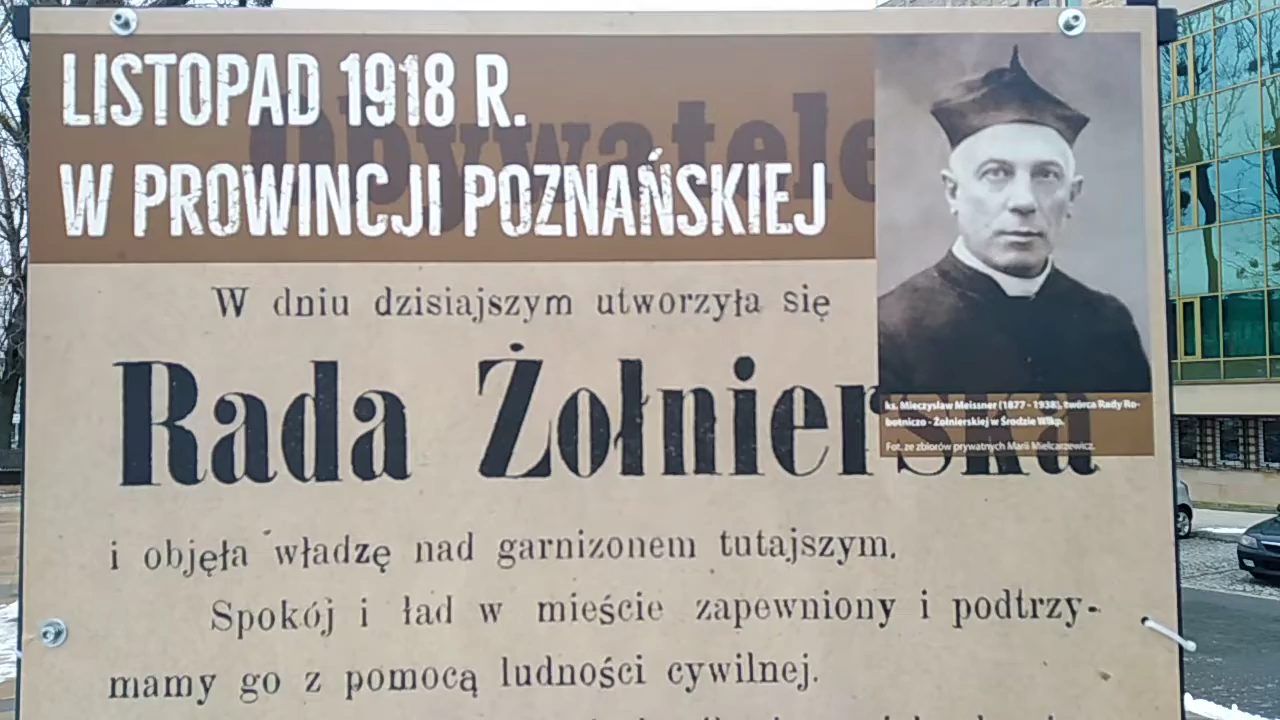 LISTOPAD 1918 R.
W PROWINCJI POZNAŃSKIEJ
Obywatele
W dniu dzisiajszym utworzyła się
Rada Żołnierska
ks. Mieczysław Meissner (1877 - 1938), twórca Rady Ro-
botniczo - Żołnierskiej w Środzie Wlkp.
Fot. ze zbiorów prywatnych Marii Mielcarzewicz.
i objęła władzę nad garnizonem tutajszym.
Spokój i ład w mieście zapewniony i podtrzy-
mamy go z pomocą ludności cywilnej.